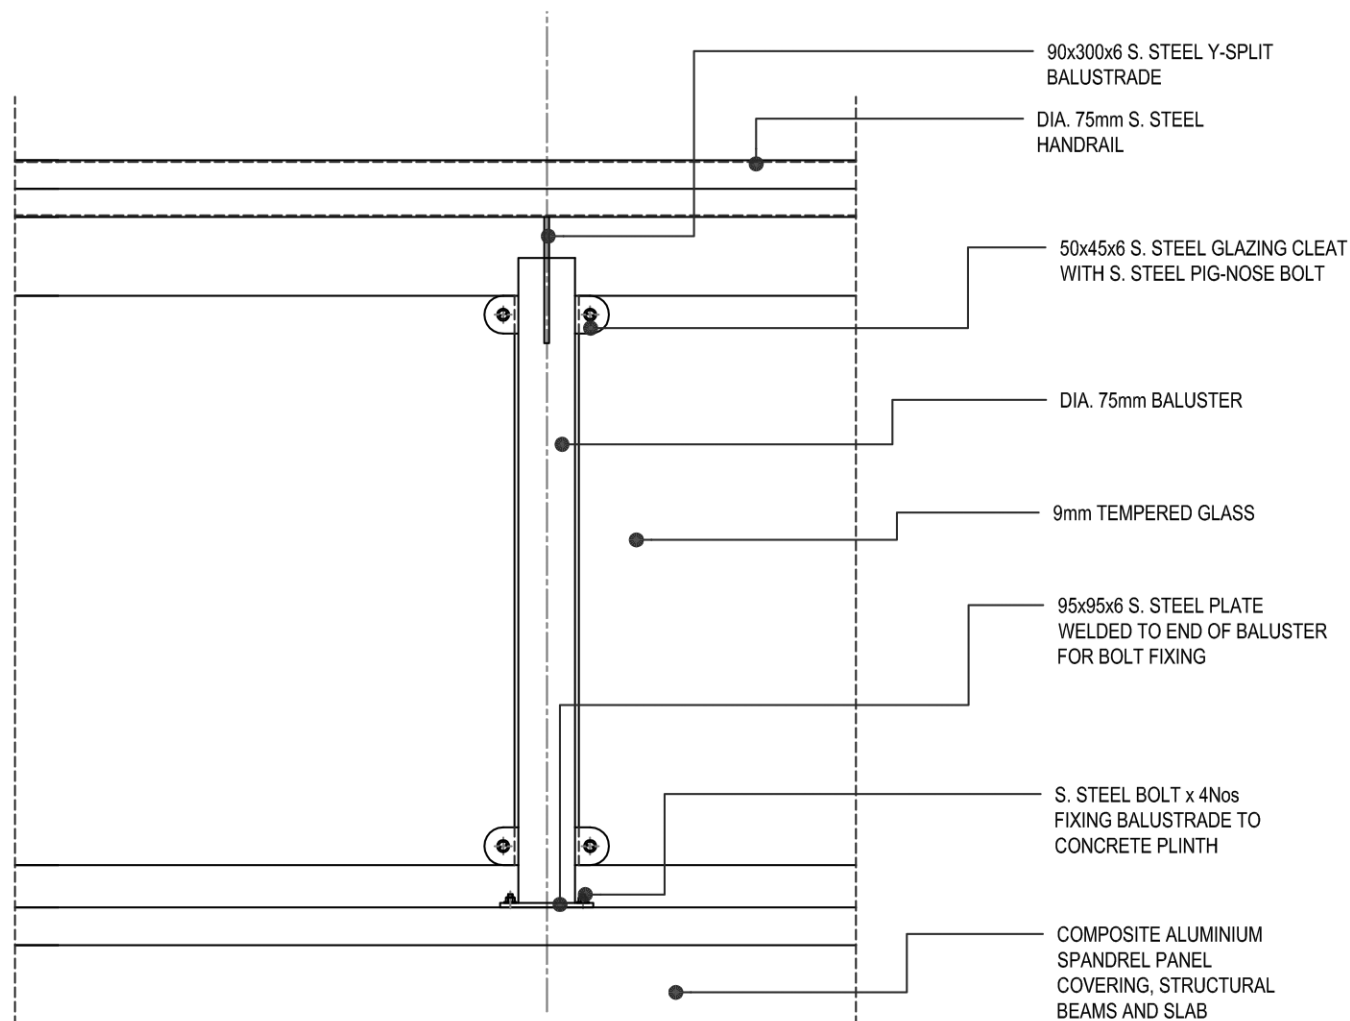 90x300x6 S. STEEL Y-SPLIT
BALUSTRADE
DIA. 75mm S. STEEL
HANDRAIL
50x45x6 S. STEEL GLAZING CLEAT
WITH S. STEEL PIG-NOSE BOLT
DIA. 75mm BALUSTER
9mm TEMPERED GLASS
95x95x6 S. STEEL PLATE
WELDED TO END OF BALUSTER
FOR BOLT FIXING
S. STEEL BOLT x 4Nos
FIXING BALUSTRADE TO
CONCRETE PLINTH
COMPOSITE ALUMINIUM
SPANDREL PANEL
COVERING, STRUCTURAL
BEAMS AND SLAB